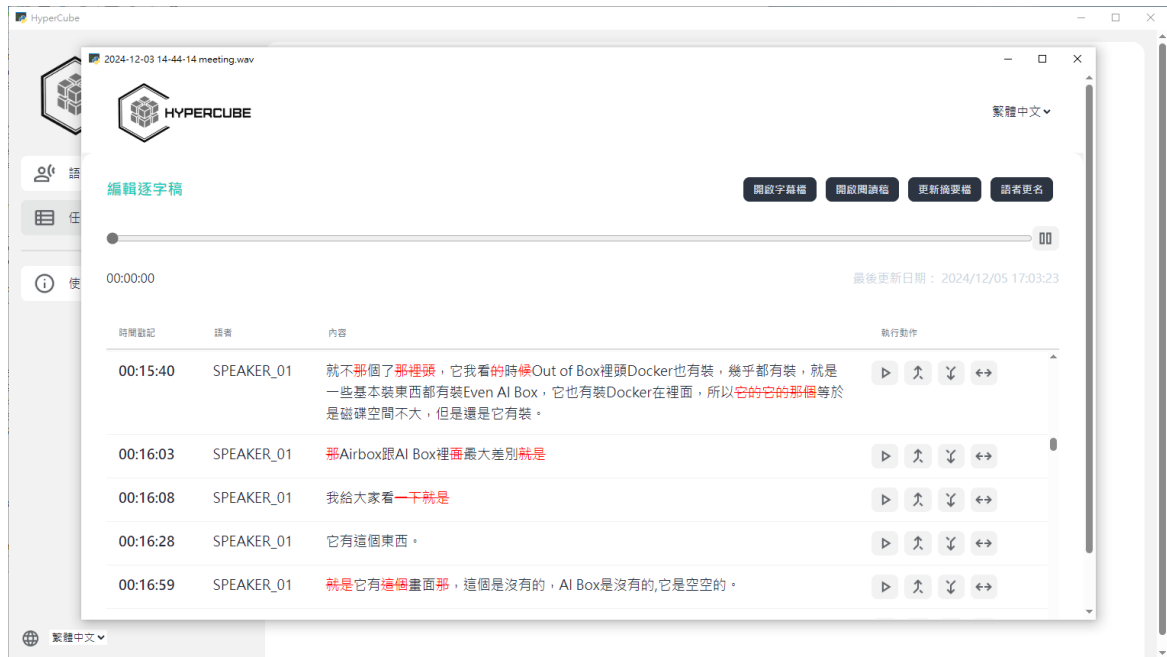 HyperCube
2024-12-03 14-44-14 meeting.wav
HYPERCUBE
繁體中文
語
編輯逐字稿
開啟字幕檔
開啟閱讀稿
更新摘要檔
語者更名
任
使
00:00:00
最後更新日期： 2024/12/05 17:03:23
時間戳記 語者 內容 執行動作
00:15:40 SPEAKER_01 就不那個了那裡頭，它我看的時候Out of Box裡頭Docker也有裝，幾乎都有裝，就是
一些基本裝東西都有裝Even AI Box，它也有裝Docker在裡面，所以它的它的那個等於
是磁碟空間不大，但是還是它有裝。
00:16:03 SPEAKER_01 那Airbox跟AI Box裡面最大差別就是
00:16:08 SPEAKER_01 我給大家看一下就是
00:16:28 SPEAKER_01 它有這個東西。
00:16:59 SPEAKER_01 就是它有這個畫面那，這個是沒有的，AI Box是沒有的,它是空空的。
繁體中文